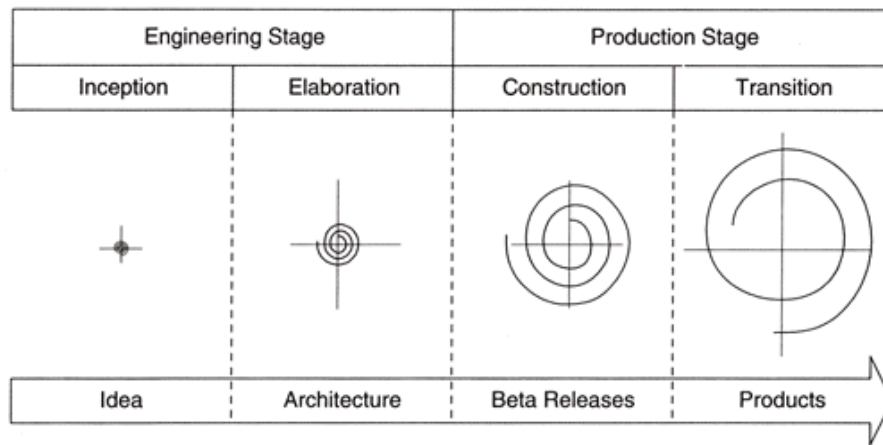 Engineering Stage Production Stage
Inception Elaboration Construction Transition
Idea Architecture Beta Releases Products